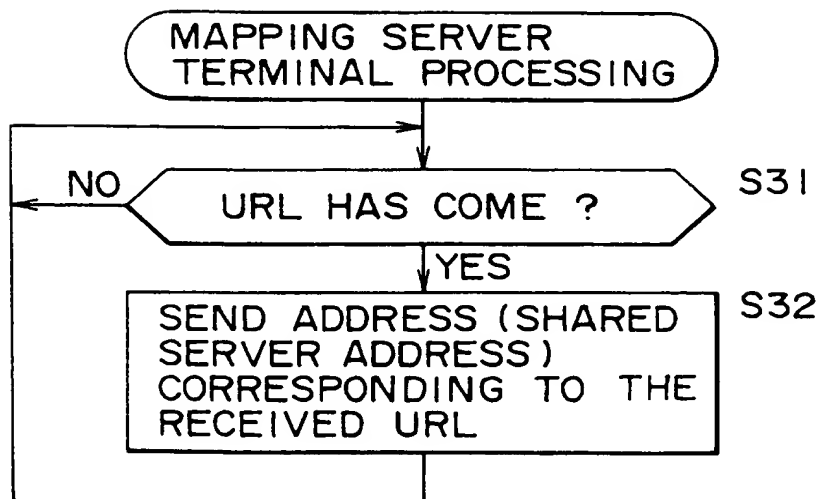 MAPPING SERVER
TERMINAL PROCESSING
NO
URL HAS COME ?
S31
YES
SEND ADDRESS (SHARED
SERVER ADDRESS)
CORRESPONDING TO THE
RECEIVED URL
S32